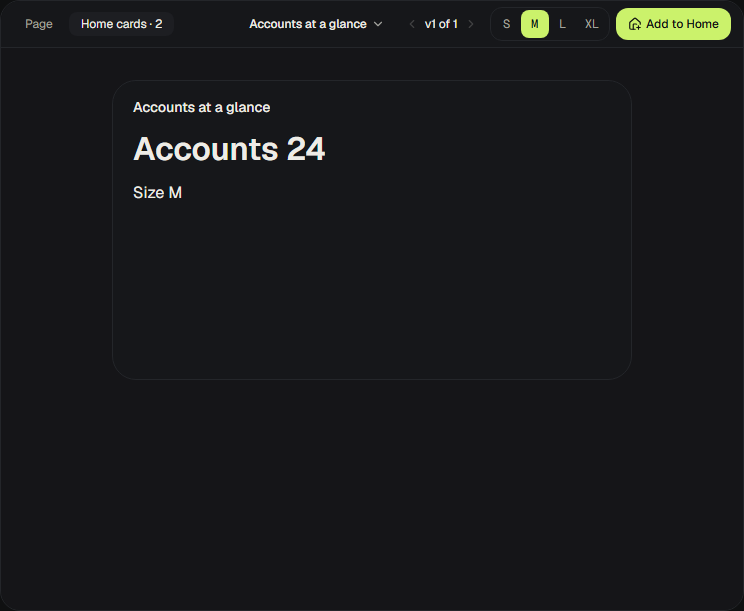 Page
Home cards · 2
Accounts at a glance
v1 of 1
S
M
L
XL
Add to Home
Accounts at a glance
Accounts 24
Size M